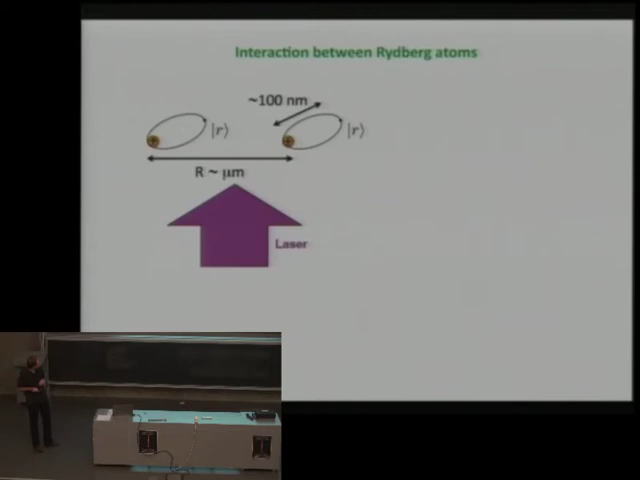 Interaction between Rydberg atoms
~100 nm
|r⟩
|r⟩
R ~ μm
Laser